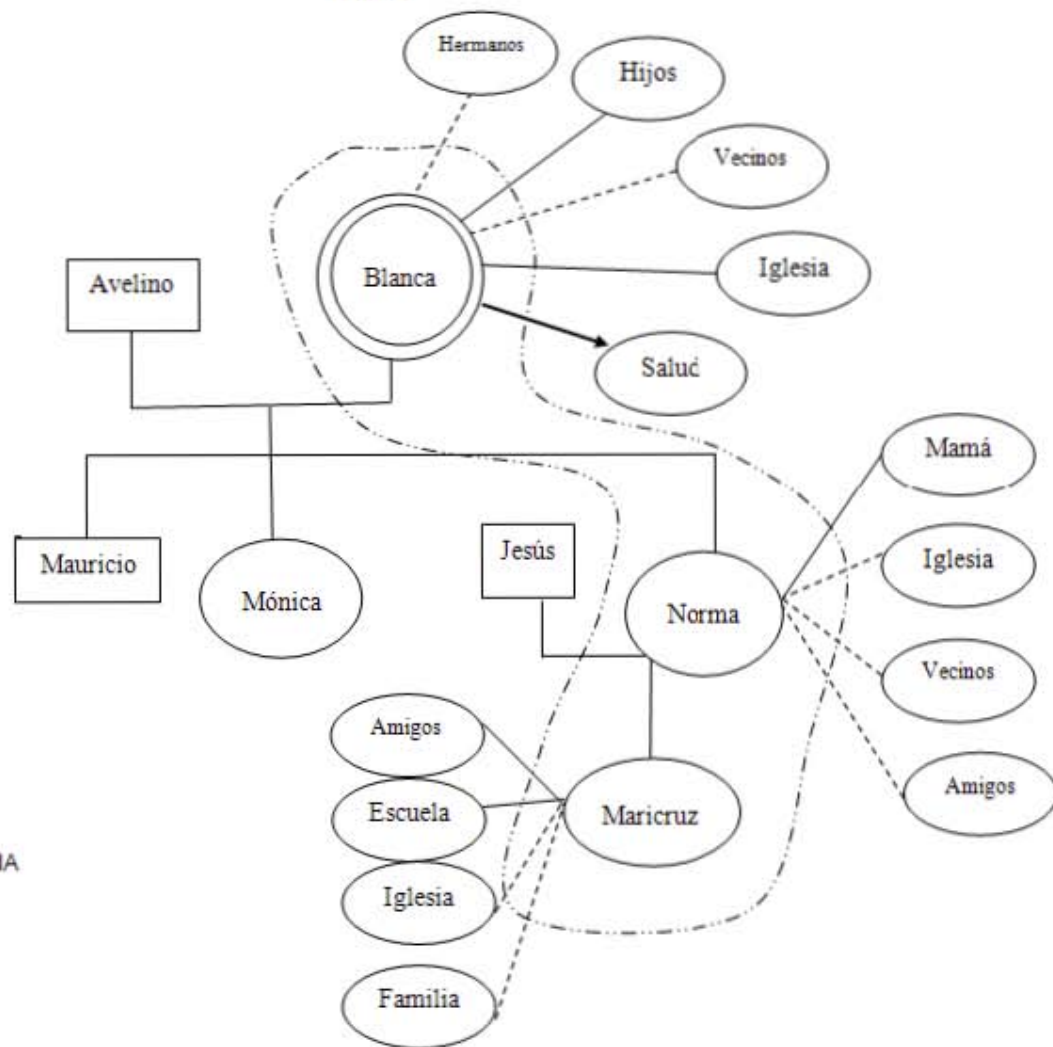 Hermanos
Hijos
Vecinos
Iglesia
Salud
Avelino
Blanca
Mamá
Iglesia
Vecinos
Amigos
Mauricio
Mónica
Jesús
Norma
Amigos
Escuela
Iglesia
Familia
Maricruz
IA